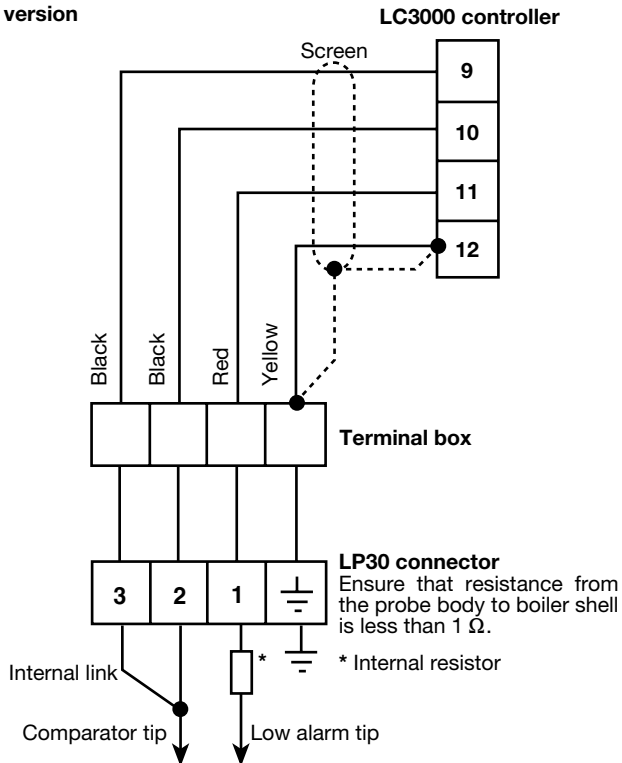 version
LC3000 controller
Screen
9
10
11
12
Black
Black
Red
Yellow
Terminal box
LP30 connector
Ensure that resistance from
the probe body to boiler shell
is less than 1 Ω.
3
2
1
*
* Internal resistor
Internal link
Comparator tip
Low alarm tip